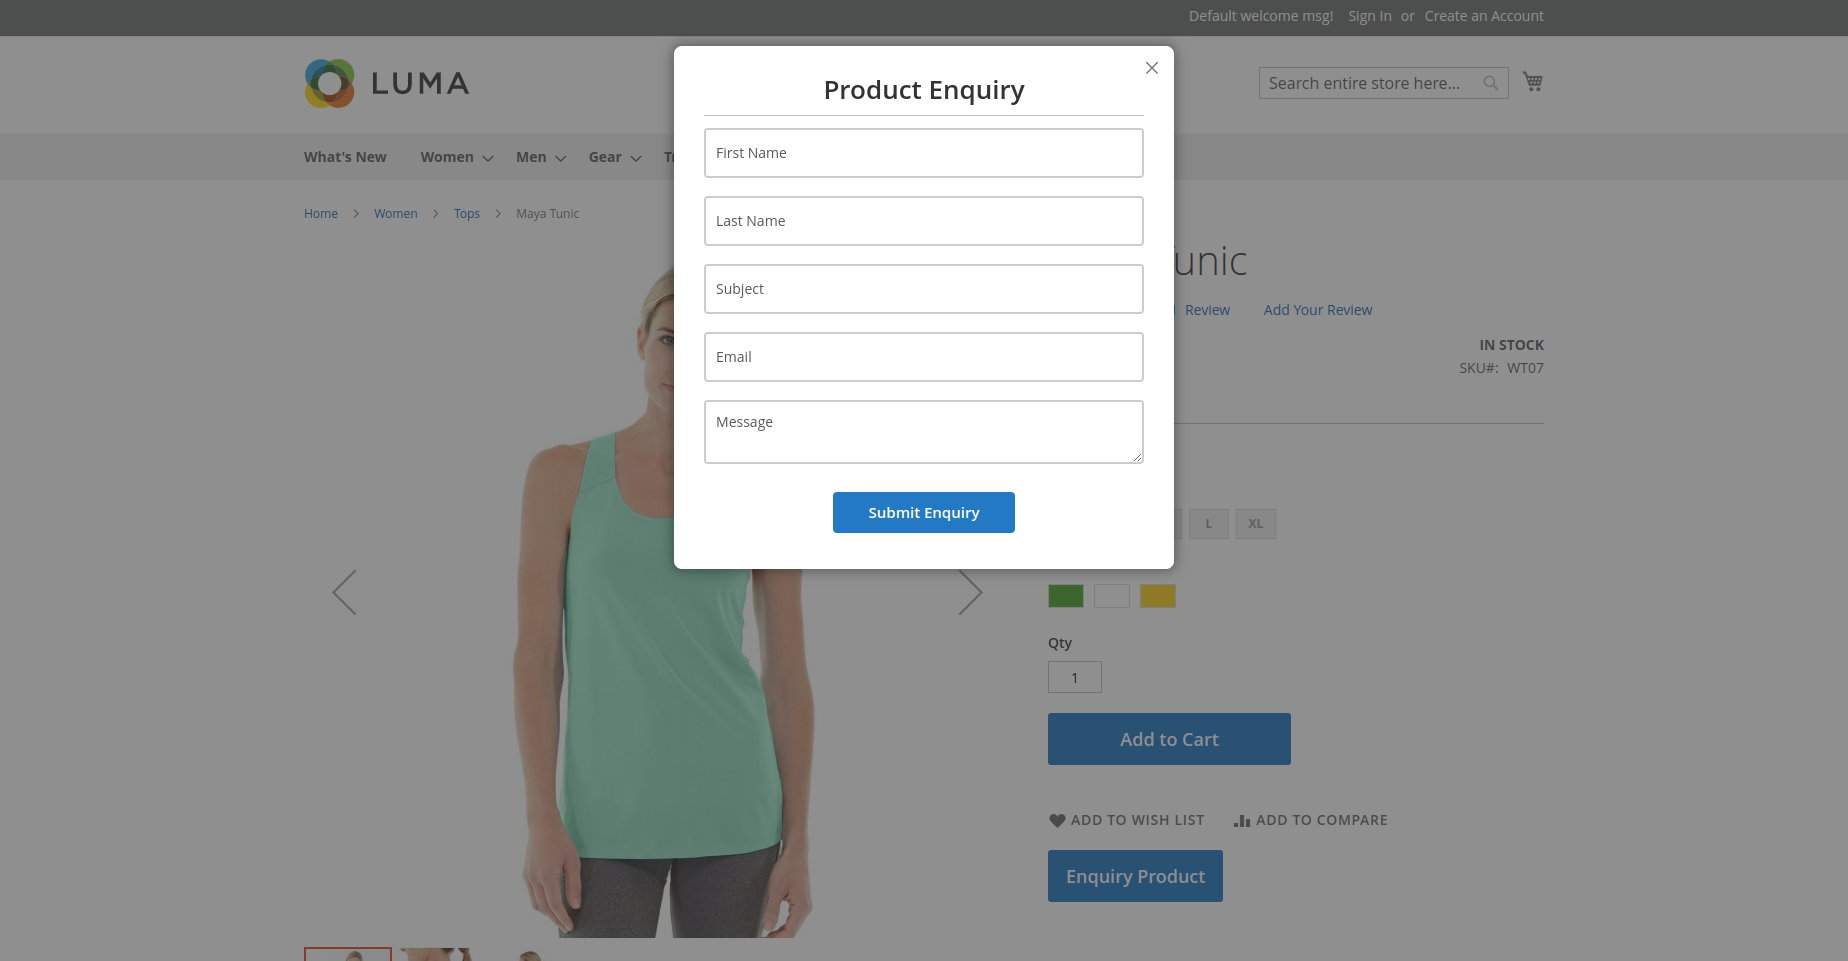 Default welcome msg! Sign In or Create an Account
LUMA
Search entire store here...
What's New Women Men Gear
Home Women Tops Maya Tunic
Product Enquiry
First Name
Last Name
Subject
Email
Message
Submit Enquiry
Review Add Your Review
IN STOCK
SKU#: WT07
L XL
Qty
1
Add to Cart
ADD TO WISH LIST ADD TO COMPARE
Enquiry Product